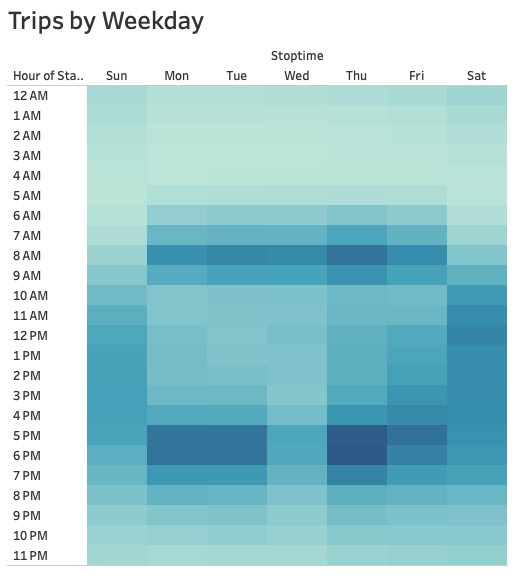 Trips by Weekday
Stoptime
Hour of Sta.. Sun Mon Tue Wed Thu Fri Sat
12 AM
1 AM
2 AM
3 AM
4 AM
5 AM
6 AM
7 AM
8 AM
9 AM
10 AM
11 AM
12 PM
1 PM
2 PM
3 PM
4 PM
5 PM
6 PM
7 PM
8 PM
9 PM
10 PM
11 PM